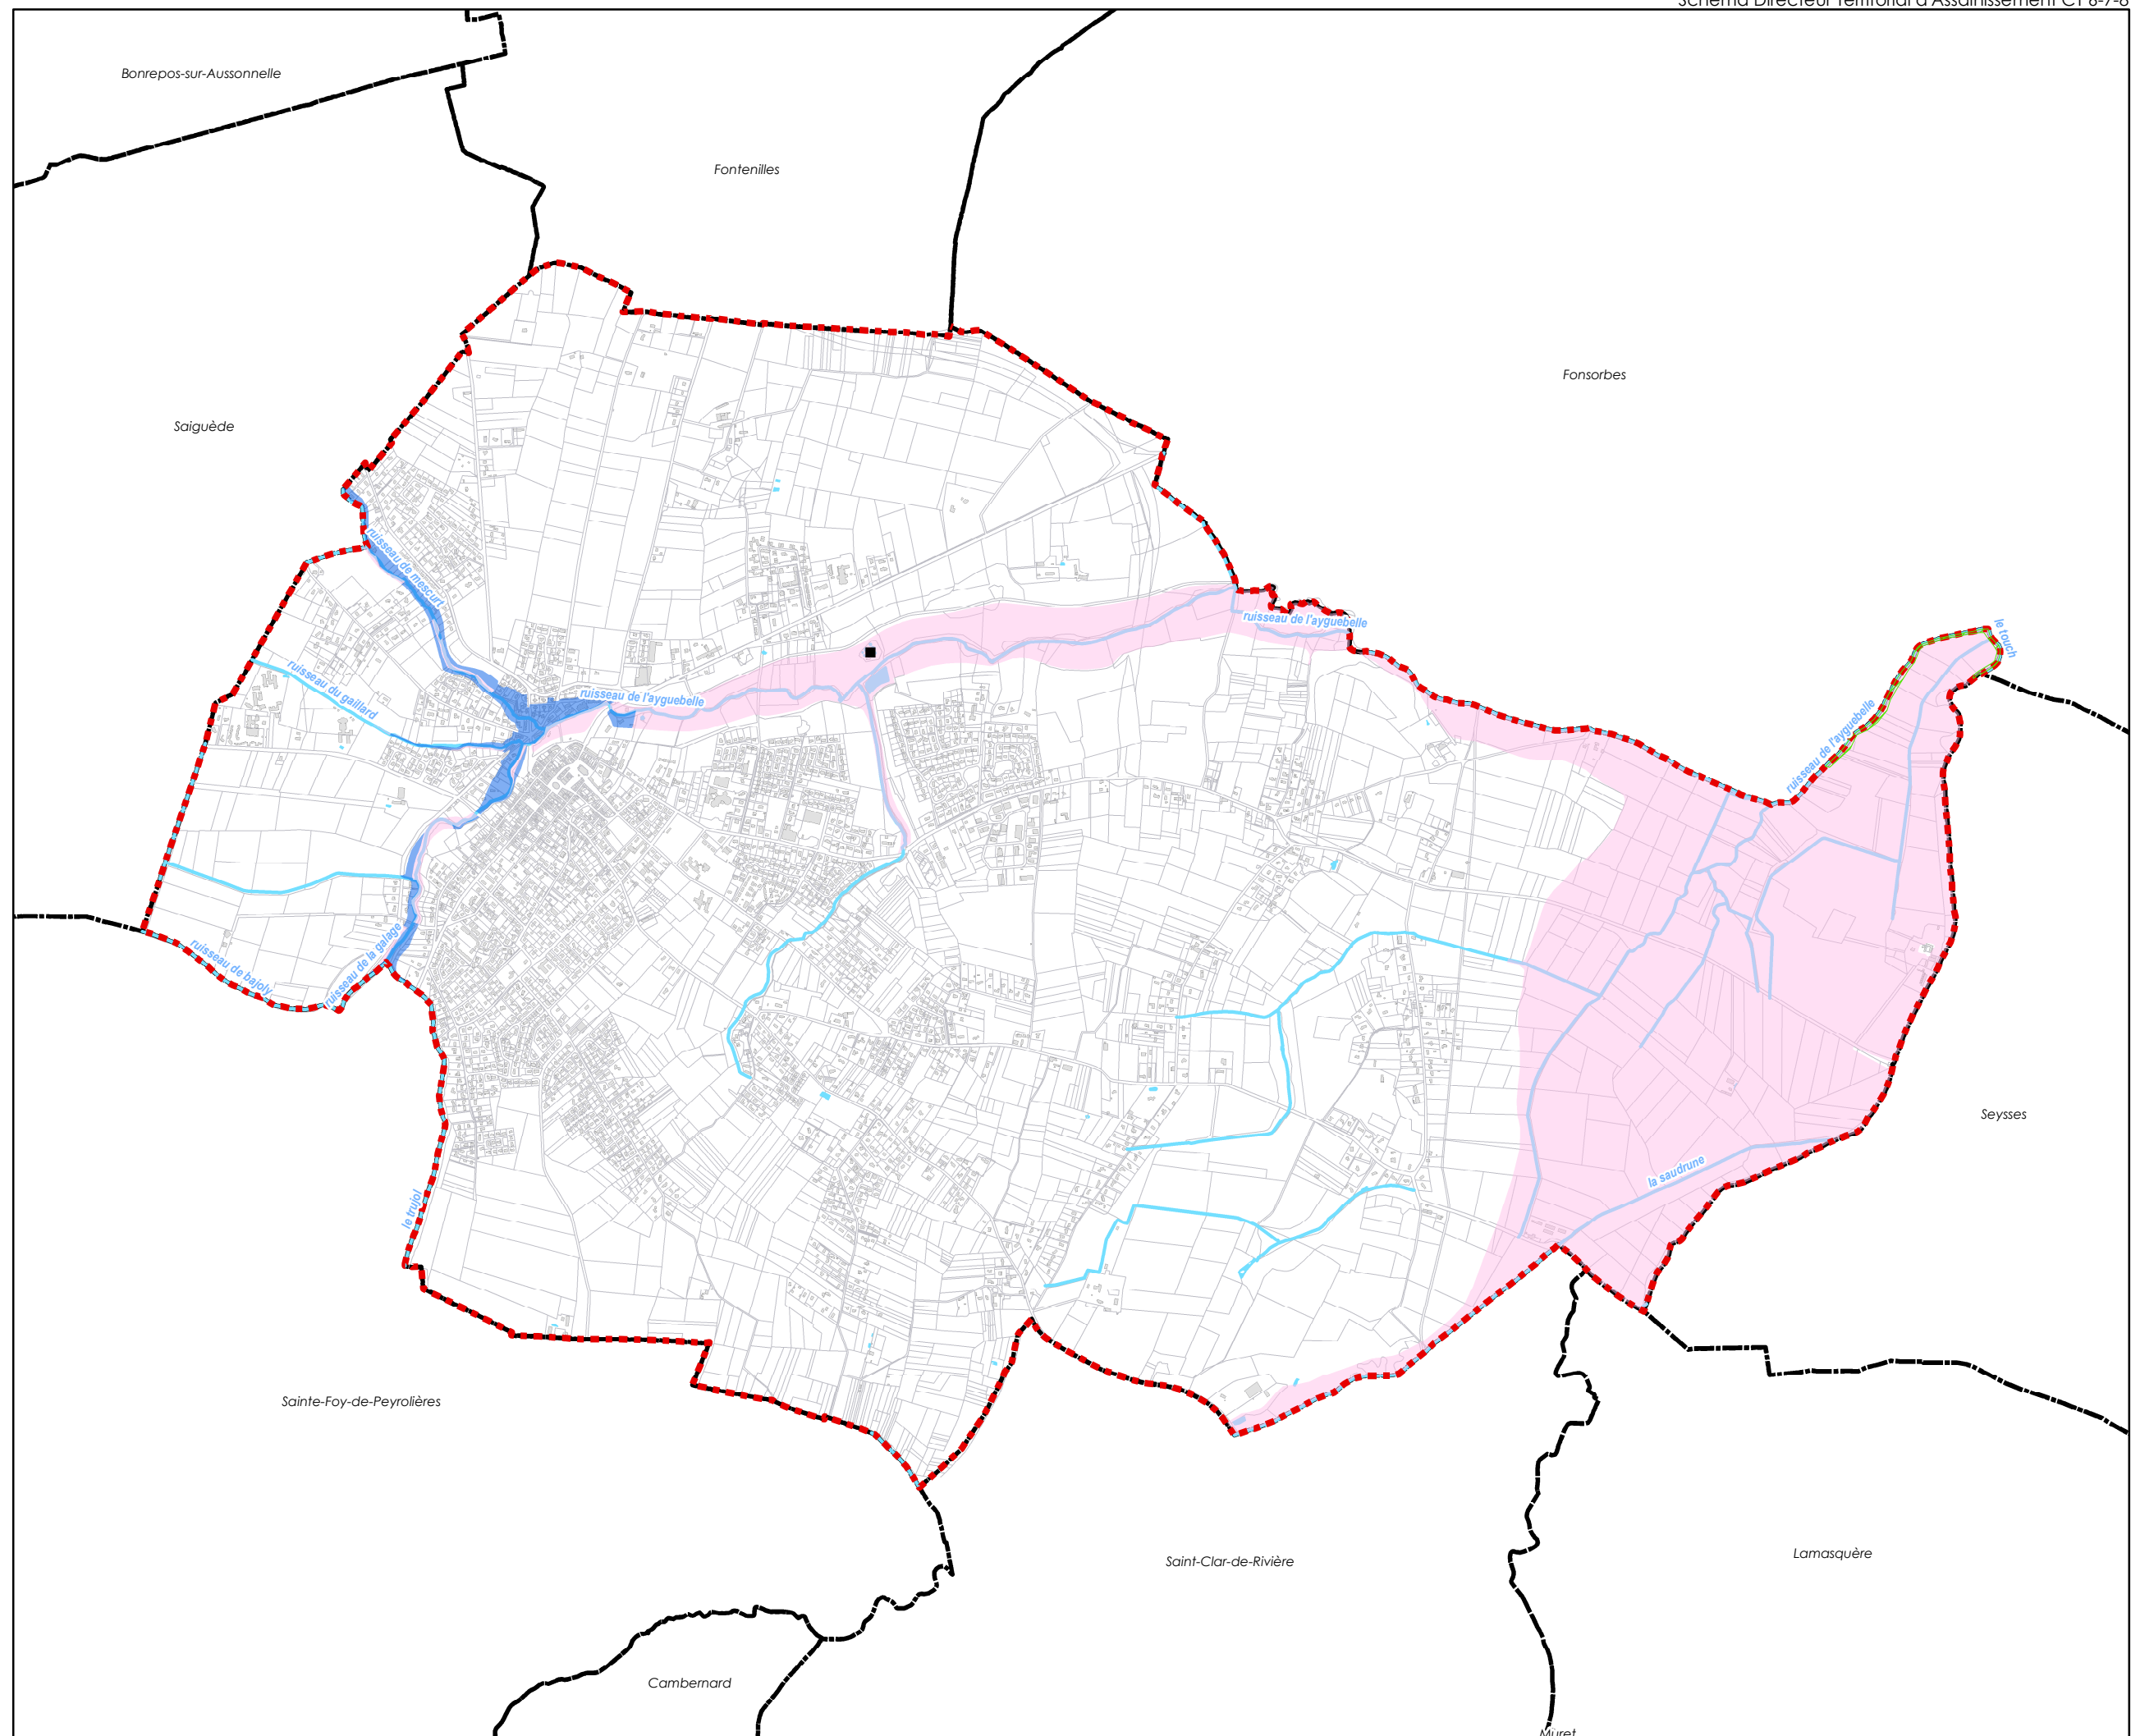 Schéma Directeur Territorial d'Assainissement CT 6-7-8
Bonrepos-sur-Aussonnelle
Fontenilles
Fonsorbes
Saiguède
ruisseau de mescurt
ruisseau de l'ayguebelle
le touch
ruisseau du gaillard
ruisseau de l'ayguebelle
ruisseau de l'ayguebelle
ruisseau de bajoly
ruisseau de la galage
Seysses
la saudrune
le trujol
Sainte-Foy-de-Peyrolières
Saint-Clar-de-Rivière
Lamasquère
Cambernard
Muret